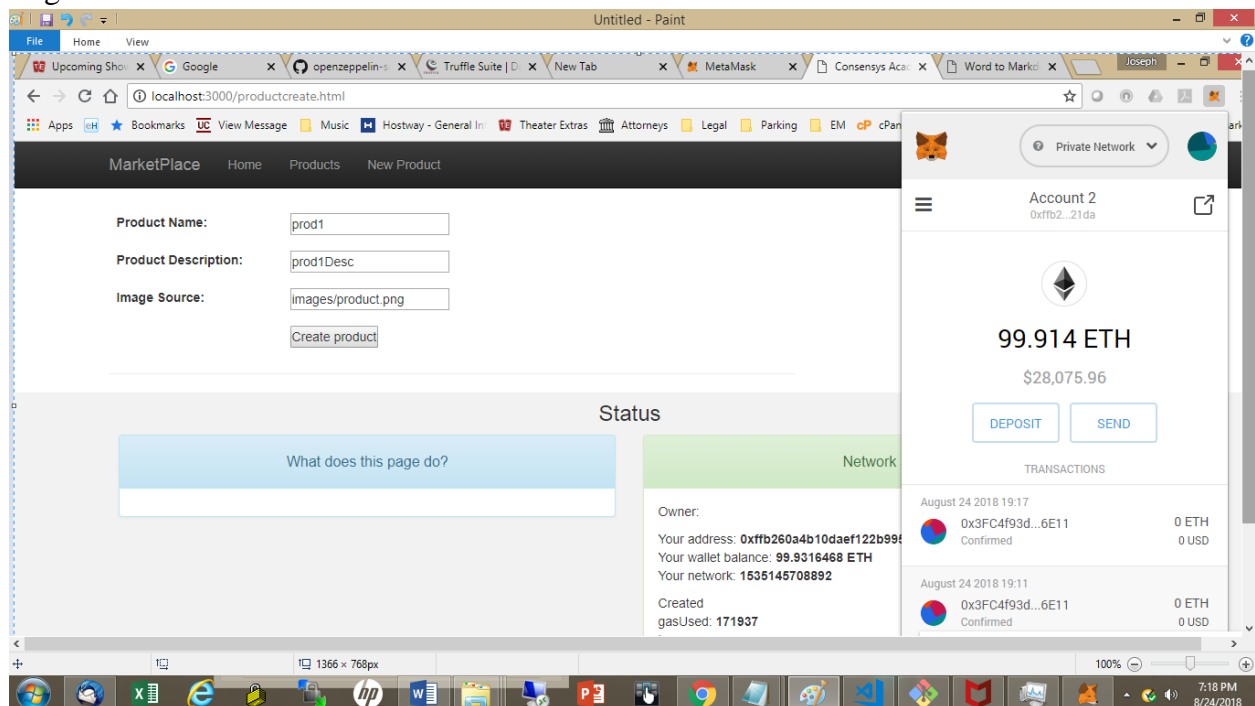 Untitled - Paint
File Home View
Upcoming Sho Google openzeppelin-s Truffle Suite | D New Tab MetaMask Consensys Aca Word to Markd Joseph
localhost:3000/productcreate.html
Apps eH Bookmarks UC View Message Music H Hostway - General In Theater Extras Attorneys Legal Parking EM cP cPan
MarketPlace Home Products New Product
Private Network
Account 2
0xffb2...21da
Product Name: prod1
Product Description: prod1Desc
Image Source: images/product.png
Create product
99.914 ETH
$28,075.96
DEPOSIT SEND
TRANSACTIONS
August 24 2018 19:17
0x3FC4f93d...6E11 0 ETH
Confirmed 0 USD
August 24 2018 19:11
0x3FC4f93d...6E11 0 ETH
Confirmed 0 USD
Status
What does this page do?
Network
Owner:
Your address: 0xffb260a4b10daef122b995
Your wallet balance: 99.9316468 ETH
Your network: 1535145708892
Created
gasUsed: 171937
1366 × 768px 100%
7:18 PM
8/24/2018